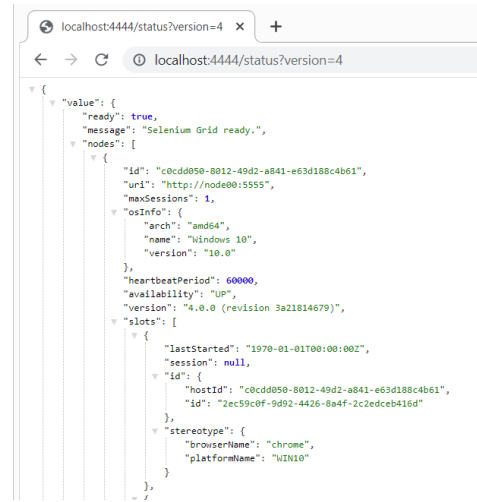 localhost:4444/status?version=4
localhost:4444/status?version=4
{
"value": {
"ready": true,
"message": "Selenium Grid ready.",
"nodes": [
{
"id": "c0cdd050-8012-49d2-a841-e63d188c4b61",
"uri": "http://node00:5555",
"maxSessions": 1,
"osInfo": {
"arch": "amd64",
"name": "Windows 10",
"version": "10.0"
},
"heartbeatPeriod": 60000,
"availability": "UP",
"version": "4.0.0 (revision 3a21814679)",
"slots": [
{
"lastStarted": "1970-01-01T00:00:00Z",
"session": null,
"id": {
"hostId": "c0cdd050-8012-49d2-a841-e63d188c4b61",
"id": "2ec59c0f-9d92-4426-8a4f-2c2edceb416d"
},
"stereotype": {
"browserName": "chrome",
"platformName": "WIN10"
}
},
{